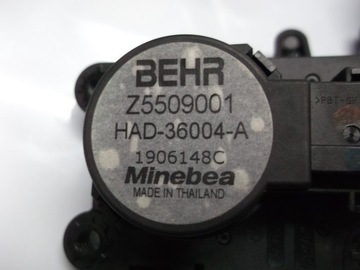 BEHR
Z5509001
HAD-36004-A
1906148C
Minebea
MADE IN THAILAND